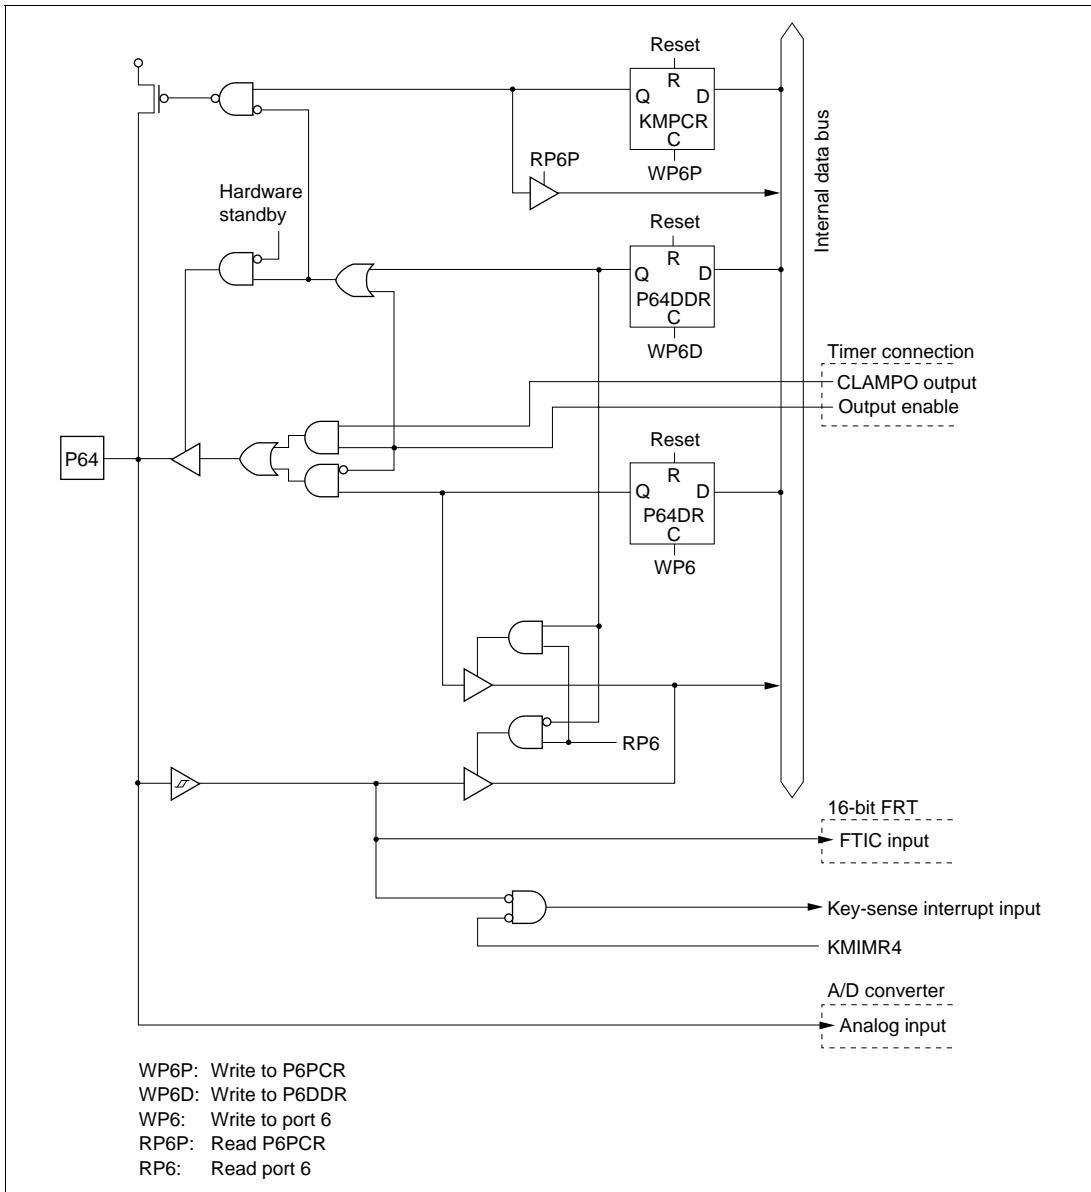 Reset
R
Q D
KMPCR
C
WP6P
RP6P
Hardware
standby
Internal data bus
Reset
R
Q D
P64DDR
C
WP6D
Timer connection
CLAMPO output
Output enable
P64
Reset
R
Q D
P64DR
C
WP6
RP6
16-bit FRT
FTIC input
Key-sense interrupt input
KMIMR4
A/D converter
Analog input
WP6P: Write to P6PCR
WP6D: Write to P6DDR
WP6: Write to port 6
RP6P: Read P6PCR
RP6: Read port 6